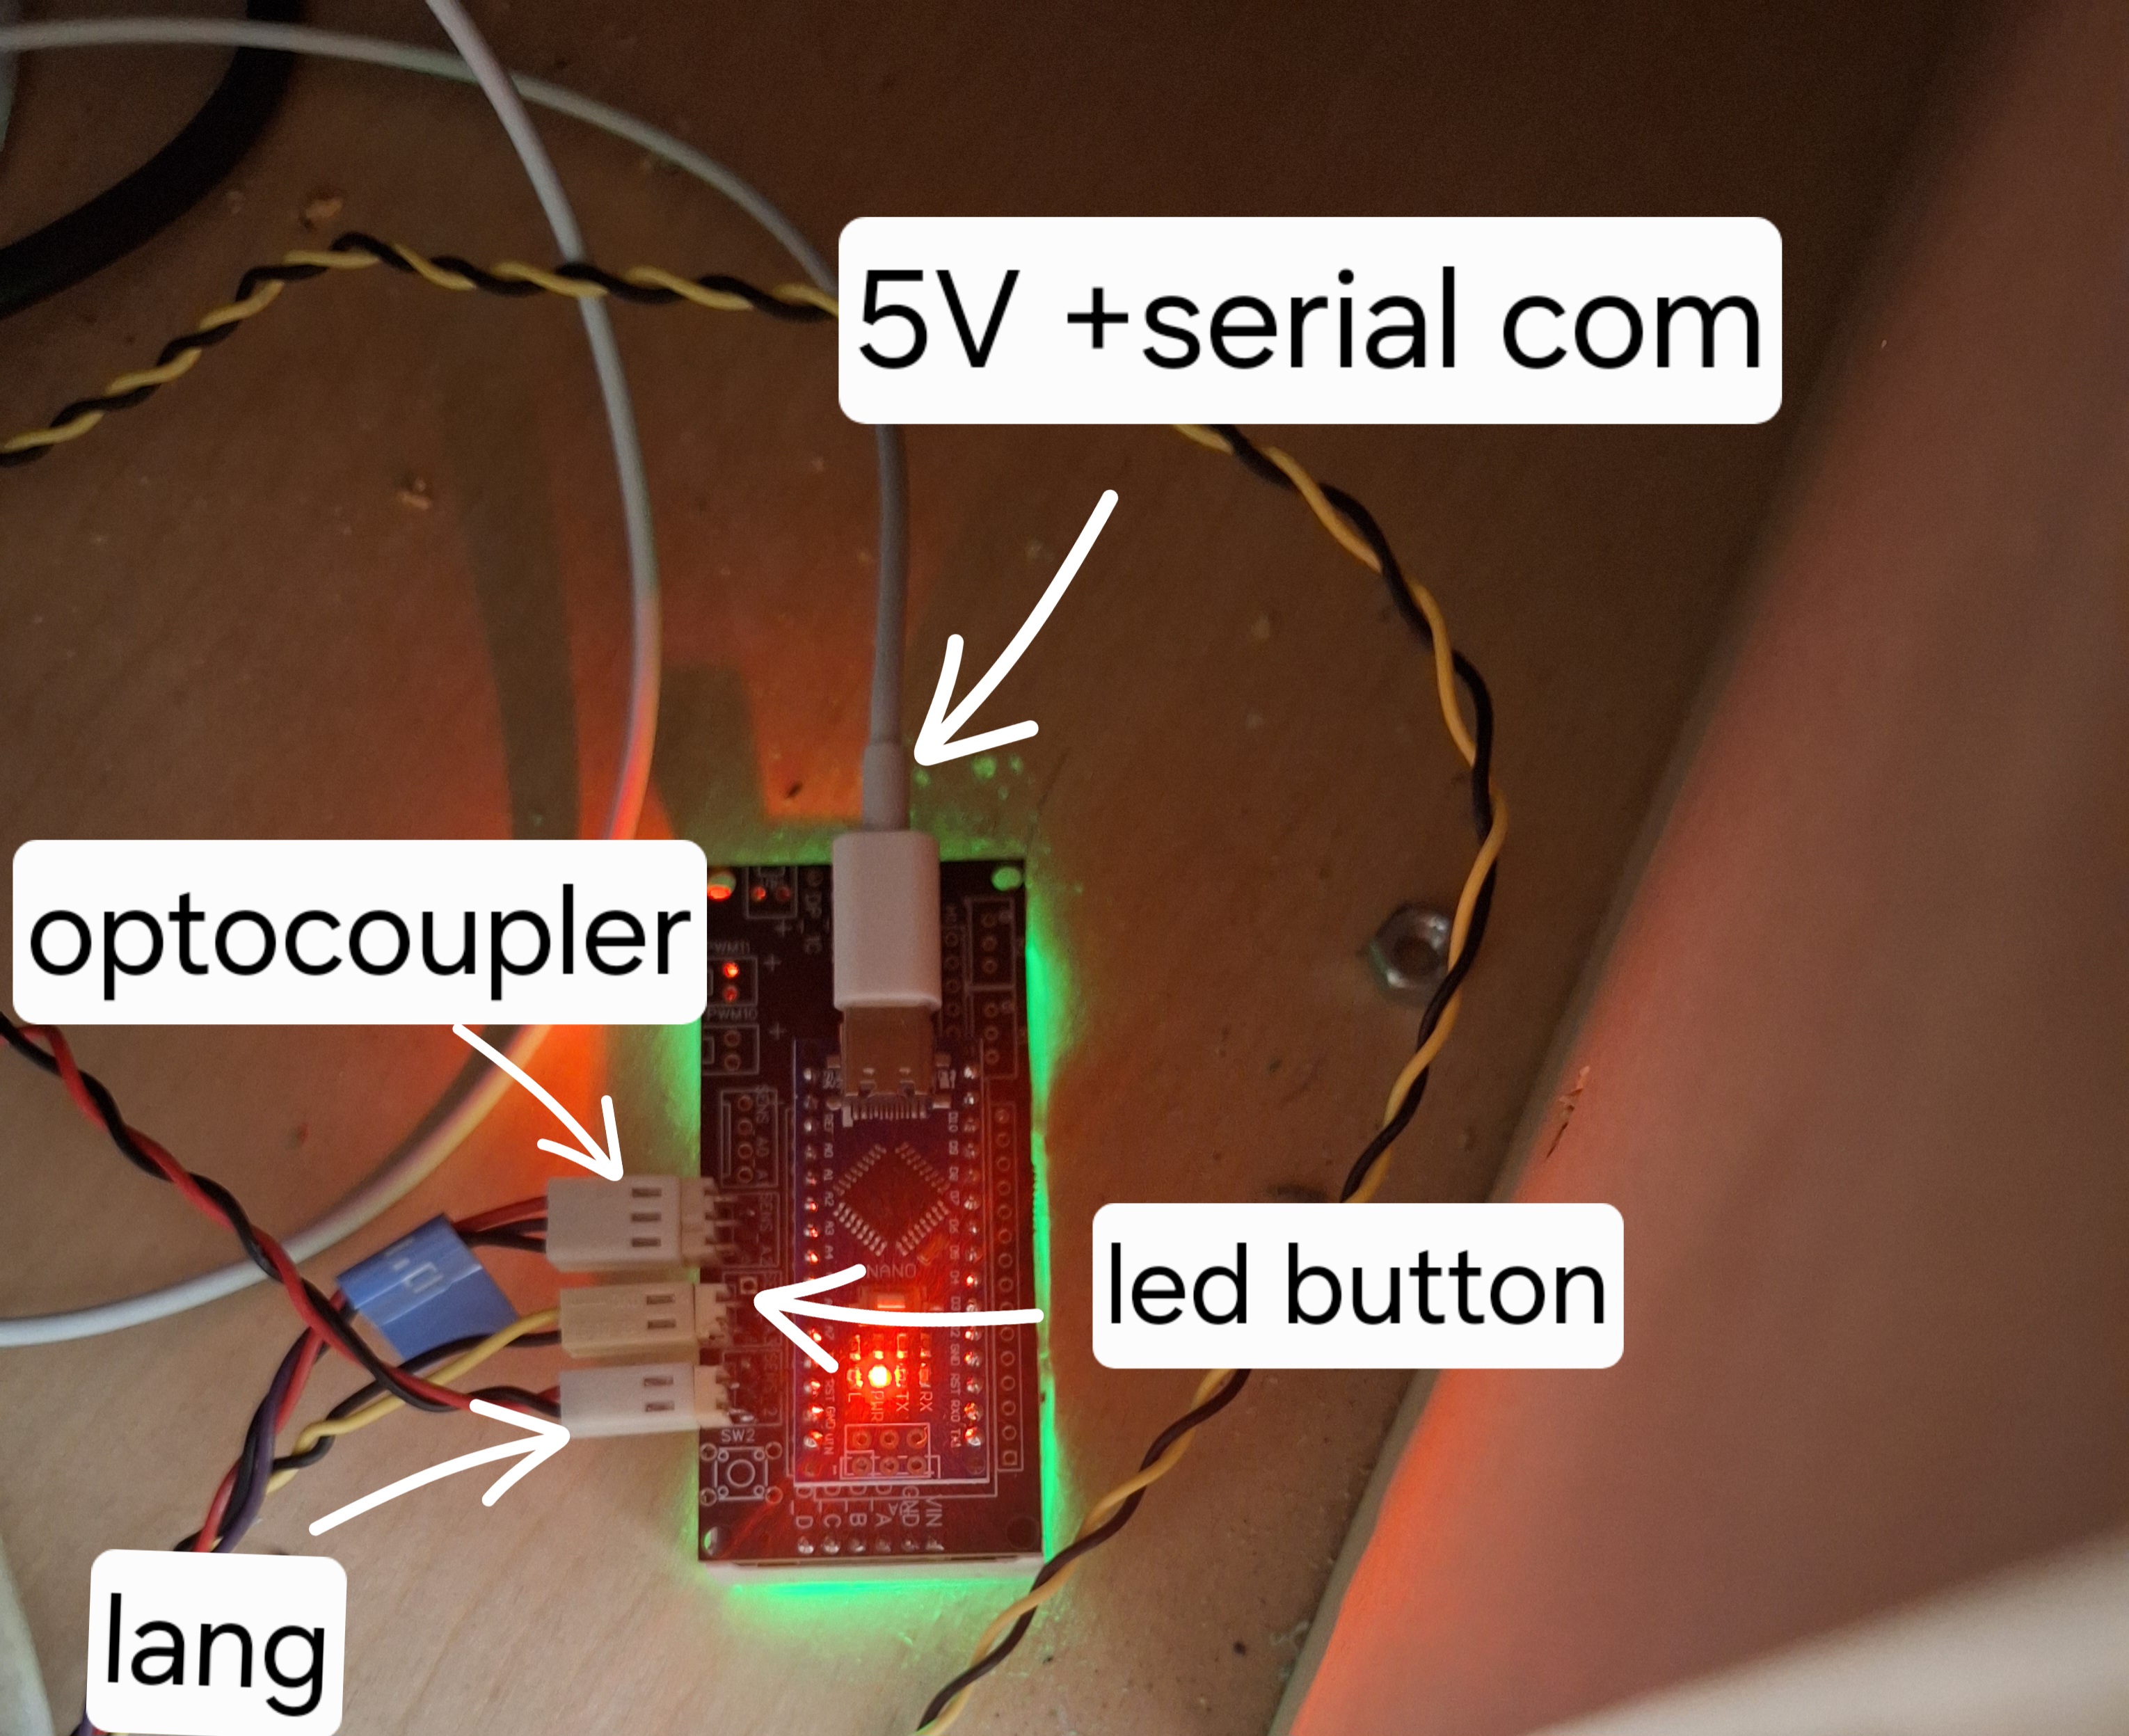 5V +serial com
optocoupler
PWM11
PWM10
led button
NANO
L
PWR
TX
RX
lang
SW2
D
C
B
A
GND
VIN